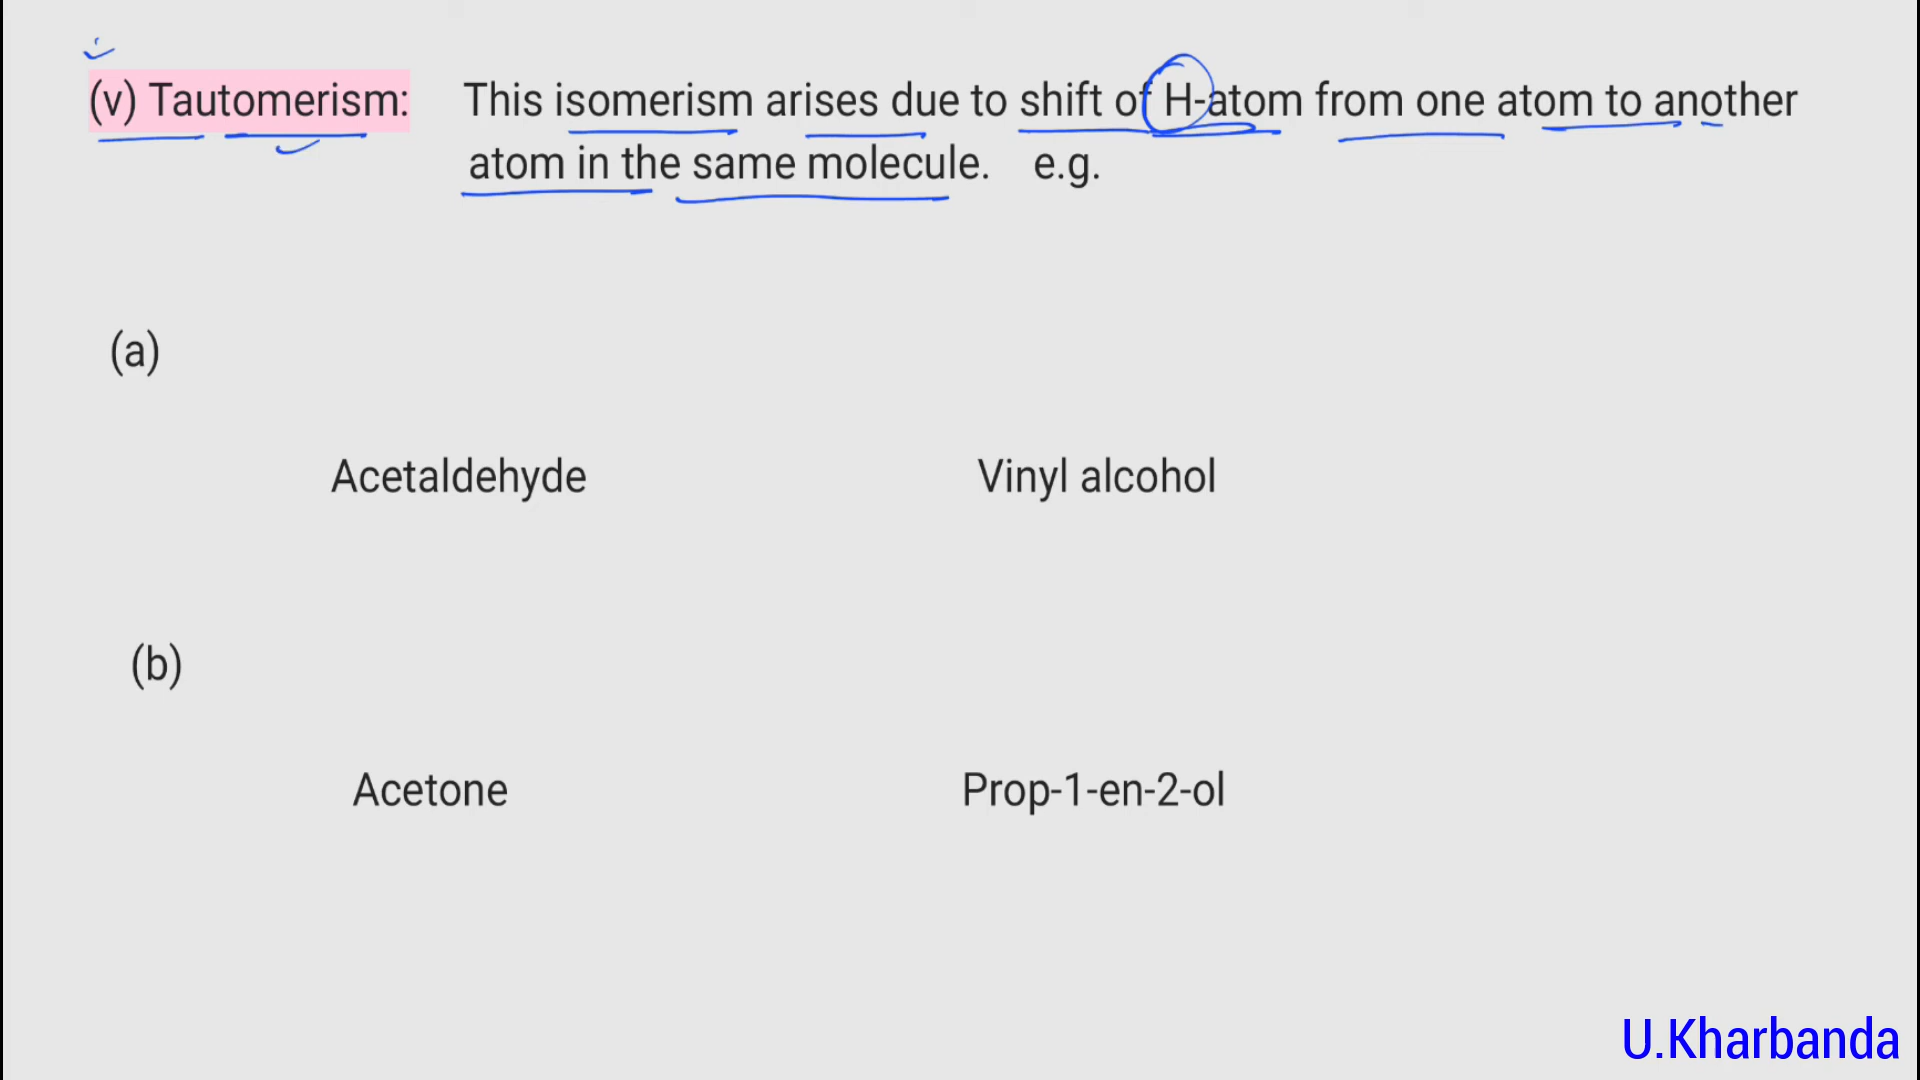 (v) Tautomerism: This isomerism arises due to shift of H-atom from one atom to another
atom in the same molecule. e.g.
(a)
Acetaldehyde Vinyl alcohol
(b)
Acetone Prop-1-en-2-ol
U.Kharbanda